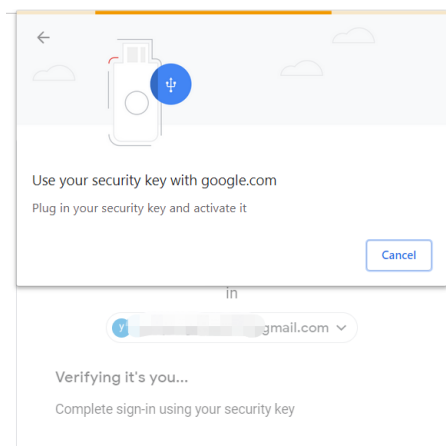 Use your security key with google.com
Plug in your security key and activate it
Cancel
in
y gmail.com
Verifying it's you...
Complete sign-in using your security key